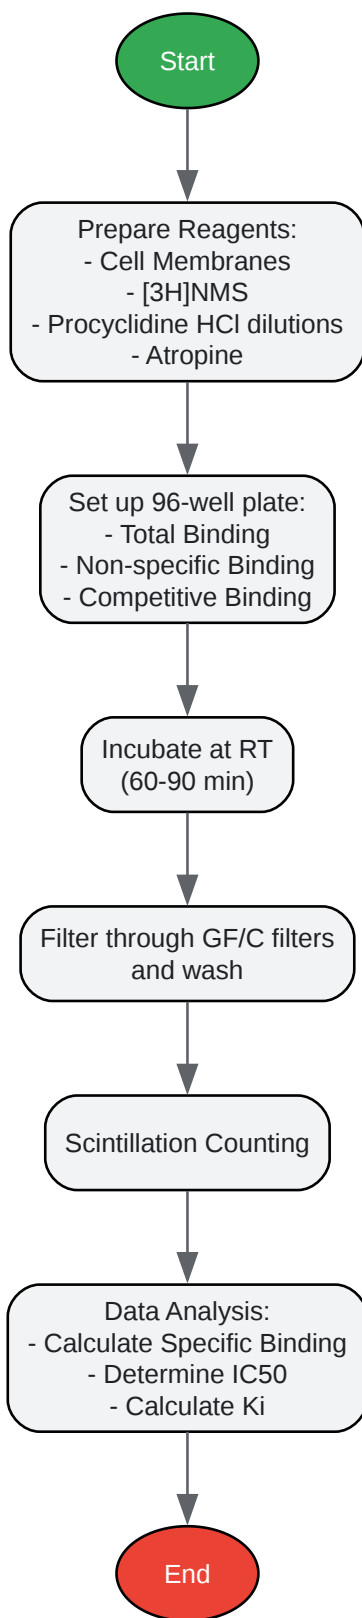 Start
Prepare Reagents:
- Cell Membranes
- [3H]NMS
- Procyclidine HCl dilutions
- Atropine
Set up 96-well plate:
- Total Binding
- Non-specific Binding
- Competitive Binding
Incubate at RT
(60-90 min)
Filter through GF/C filters
and wash
Scintillation Counting
Data Analysis:
- Calculate Specific Binding
- Determine IC50
- Calculate Ki
End